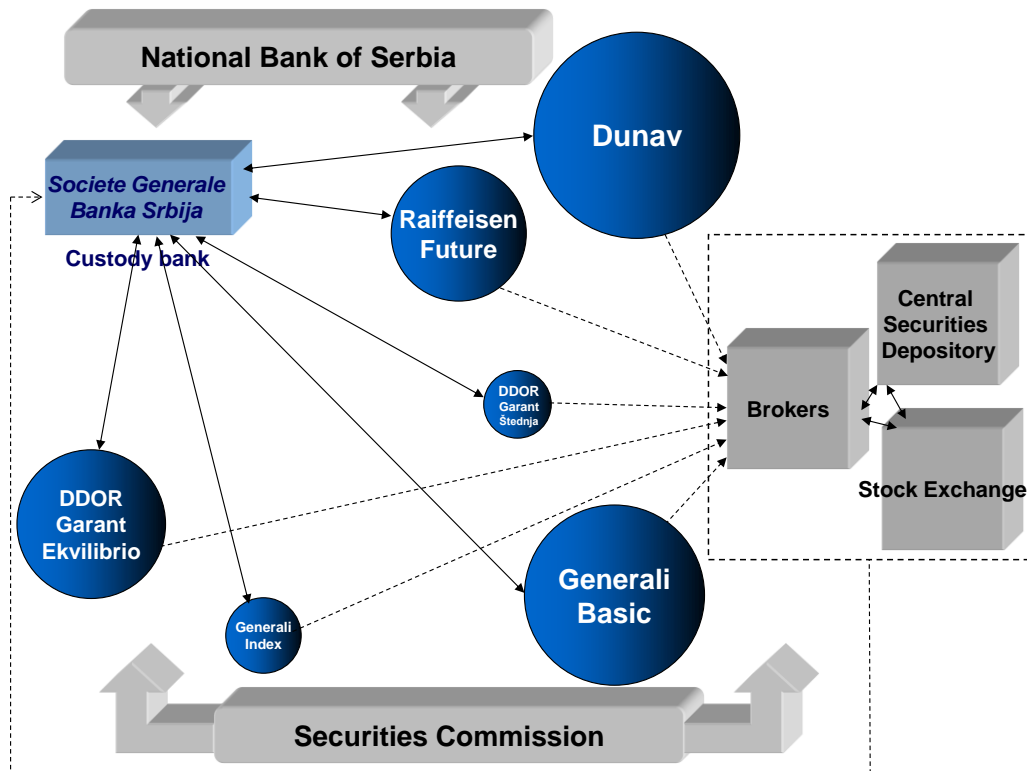 National Bank of Serbia
Dunav
Societe Generale
Banka Srbija
Custody bank
Raiffeisen
Future
Central
Securities
Depository
Brokers
DDOR
Garant
Štednja
Stock Exchange
DDOR
Garant
Ekvilibrio
Generali
Basic
Generali
Index
Securities Commission